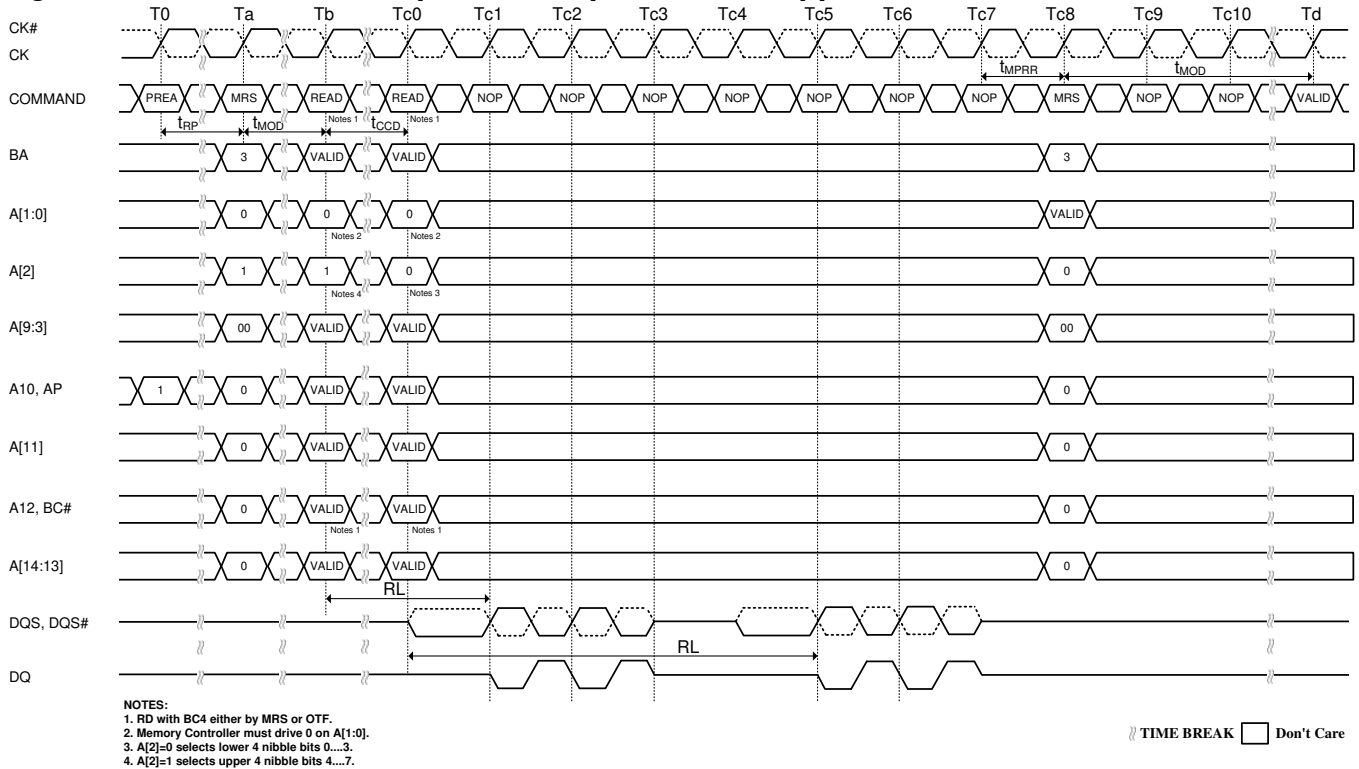 T0 Ta Tb Tc0 Tc1 Tc2 Tc3 Tc4 Tc5 Tc6 Tc7 Tc8 Tc9 Tc10 Td
CK#
CK
tMPRR tMOD
COMMAND PREA MRS READ READ NOP NOP NOP NOP NOP NOP NOP MRS NOP NOP VALID
Notes 1 Notes 1
tRP tMOD tCCD
BA 3 VALID VALID 3
A[1:0] 0 0 0 VALID
Notes 2 Notes 2
A[2] 1 1 0 0
Notes 4 Notes 3
A[9:3] 00 VALID VALID 00
A10, AP 1 0 VALID VALID 0
A[11] 0 VALID VALID 0
A12, BC# 0 VALID VALID 0
Notes 1 Notes 1
A[14:13] 0 VALID VALID 0
RL
DQS, DQS#
RL
DQ
NOTES:
1. RD with BC4 either by MRS or OTF.
2. Memory Controller must drive 0 on A[1:0].
3. A[2]=0 selects lower 4 nibble bits 0....3.
4. A[2]=1 selects upper 4 nibble bits 4....7.
TIME BREAK Don't Care